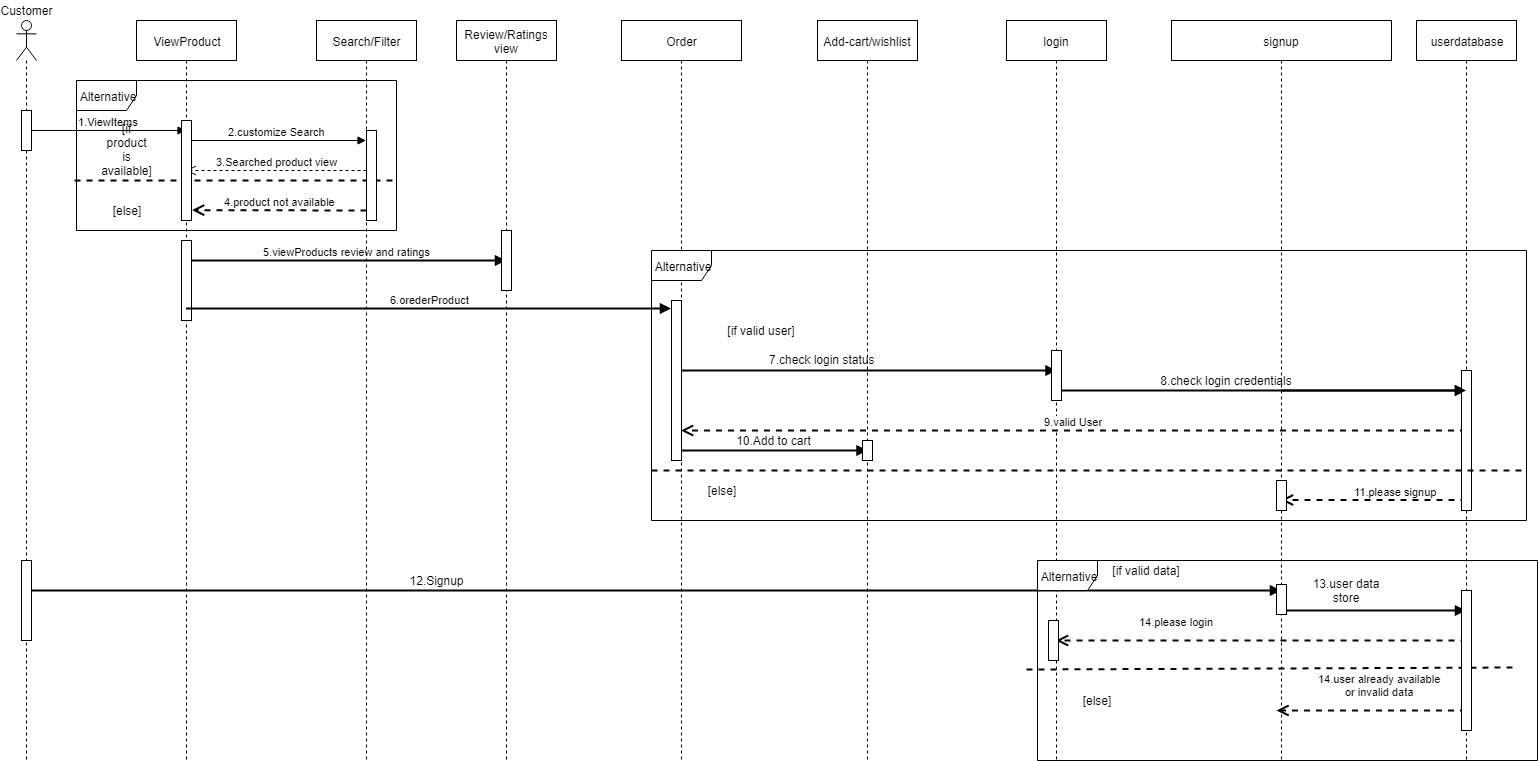 Customer
ViewProduct
Search/Filter
Review/Ratings
view
Order
Add-cart/wishlist
login
signup
userdatabase
Alternative
1.ViewItems
[if
product
is
available]
2.customize Search
3.Searched product view
4.product not available
[else]
5.viewProducts review and ratings
Alternative
6.orederProduct
[if valid user]
7.check login status
8.check login credentials
9.valid User
10.Add to cart
[else]
11.please signup
12.Signup
Alternative
[if valid data]
13.user data
store
14.please login
14.user already available
or invalid data
[else]